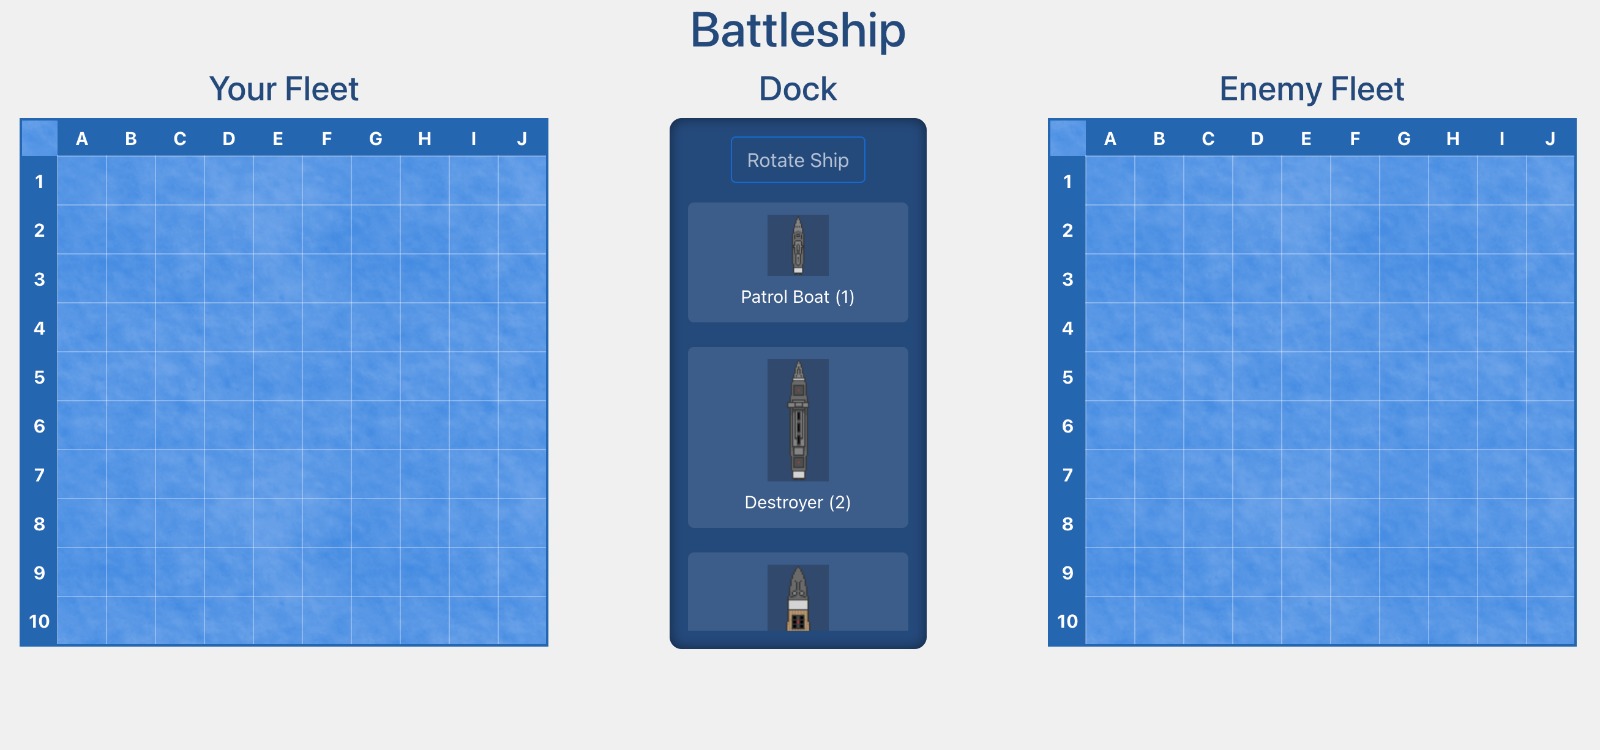 Battleship
Your Fleet
A B C D E F G H I J
1
2
3
4
5
6
7
8
9
10
Dock
Rotate Ship
Patrol Boat (1)
Destroyer (2)
Enemy Fleet
A B C D E F G H I J
1
2
3
4
5
6
7
8
9
10